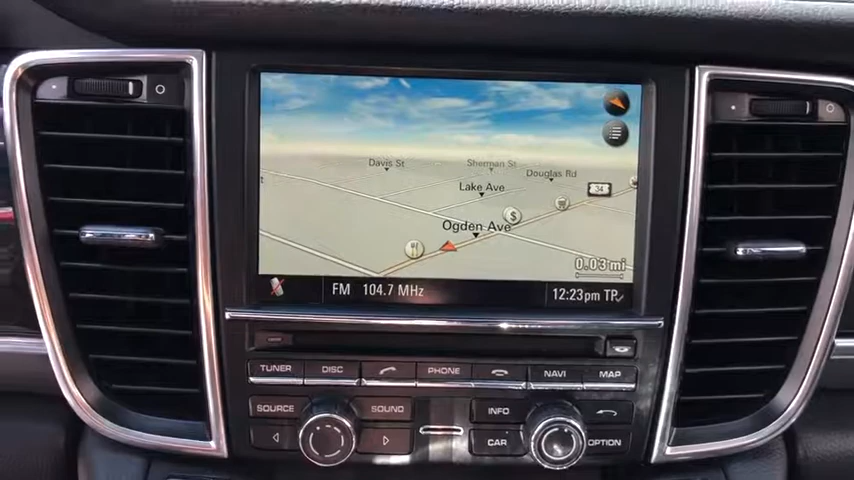 Davis St
Sherman St
Douglas Rd
Lake Ave
34
$
Ogden Ave
0.03 mi
FM 104.7 MHz
12:23pm TP
TUNER DISC PHONE NAVI MAP
SOURCE SOUND INFO
CAR OPTION